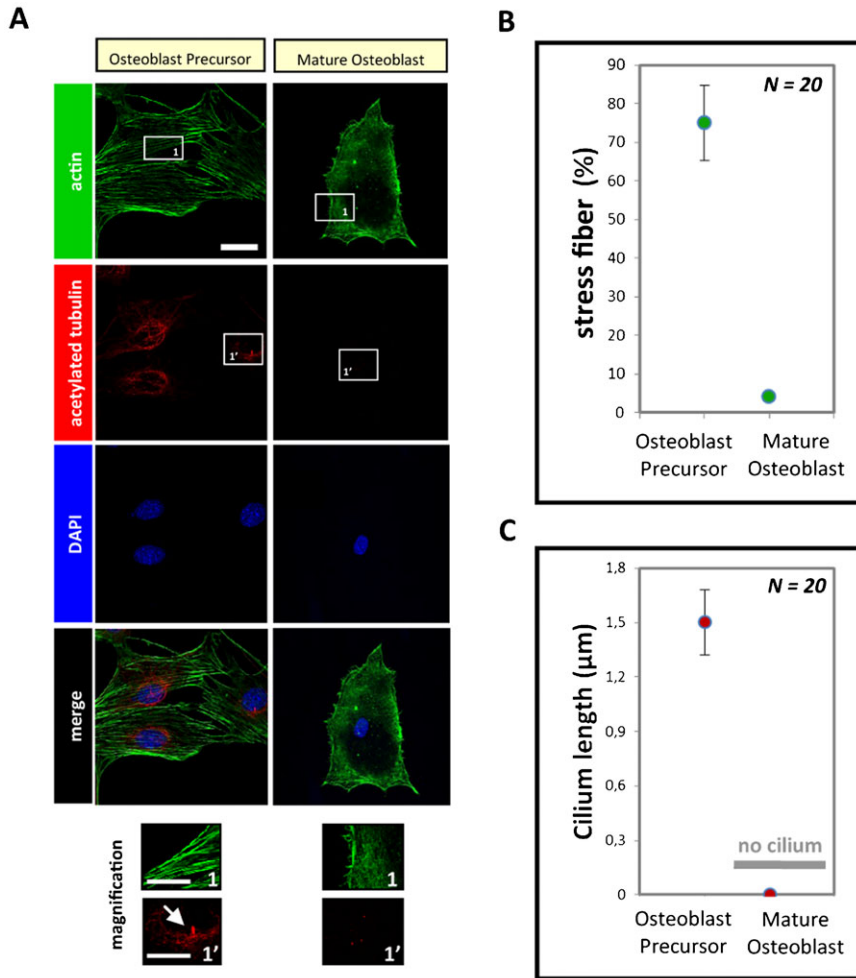 A
Osteoblast Precursor
Mature Osteoblast
actin
1
1
acetylated tubulin
1'
1'
DAPI
merge
magnification
1
1
1'
1'
B
N = 20
stress fiber (%)
90
80
70
60
50
40
30
20
10
0
Osteoblast
Precursor
Mature
Osteoblast
C
N = 20
Cilium length (µm)
1,8
1,5
1,2
0,9
0,6
0,3
0
no cilium
Osteoblast
Precursor
Mature
Osteoblast